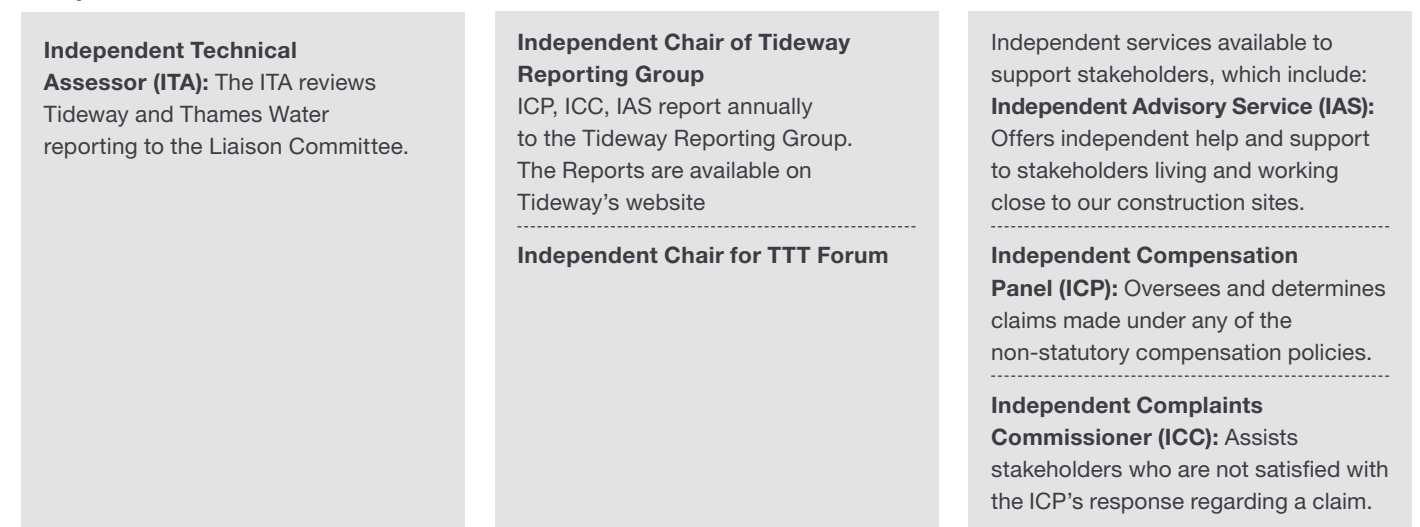 Independent Technical
Assessor (ITA): The ITA reviews
Tideway and Thames Water
reporting to the Liaison Committee.
Independent Chair of Tideway
Reporting Group
ICP, ICC, IAS report annually
to the Tideway Reporting Group.
The Reports are available on
Tideway’s website
Independent Chair for TTT Forum
Independent services available to
support stakeholders, which include:
Independent Advisory Service (IAS):
Offers independent help and support
to stakeholders living and working
close to our construction sites.
Independent Compensation
Panel (ICP): Oversees and determines
claims made under any of the
non-statutory compensation policies.
Independent Complaints
Commissioner (ICC): Assists
stakeholders who are not satisfied with
the ICP’s response regarding a claim.